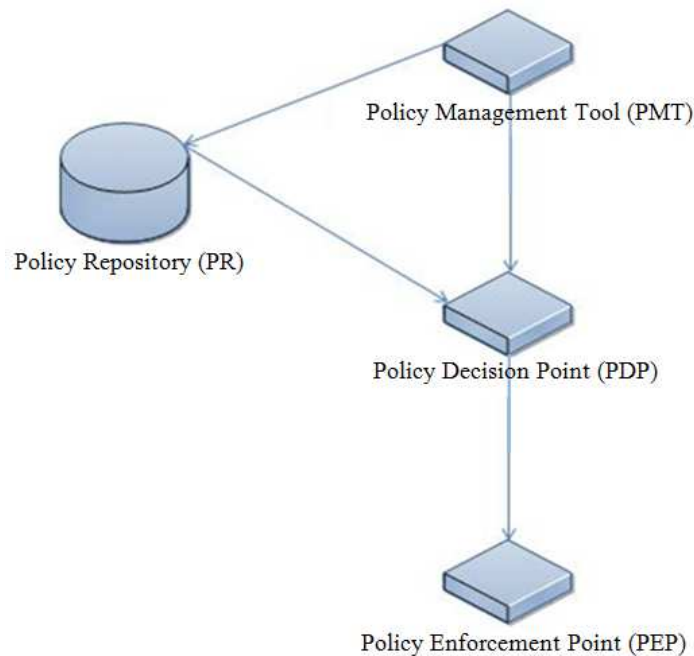 Policy Management Tool (PMT)
Policy Repository (PR)
Policy Decision Point (PDP)
Policy Enforcement Point (PEP)